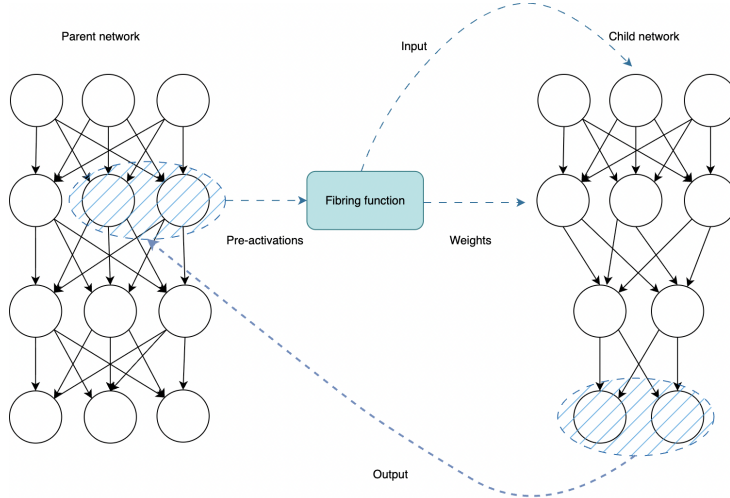 Parent network
Input
Child network
Fibring function
Pre-activations
Weights
Output